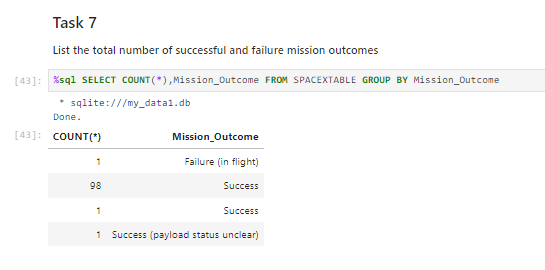 Task 7
List the total number of successful and failure mission outcomes
[43]: %sql SELECT COUNT(*),Mission_Outcome FROM SPACEXTABLE GROUP BY Mission_Outcome
* sqlite:///my_data1.db
Done.
[43]: COUNT(*) Mission_Outcome
1 Failure (in flight)
98 Success
1 Success
1 Success (payload status unclear)